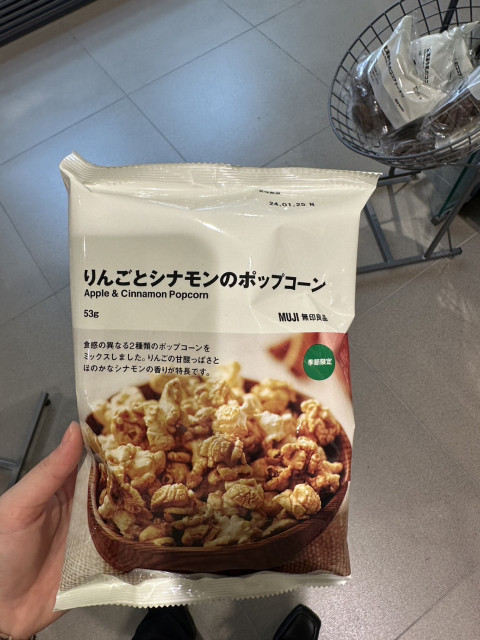 24.01.25 N
りんごとシナモンのポップコーン
Apple & Cinnamon Popcorn
53g
MUJI 無印良品
食感の異なる2種類のポップコーンを
ミックスしました。りんごの甘酸っぱさと
ほのかなシナモンの香りが特長です。
季節限定